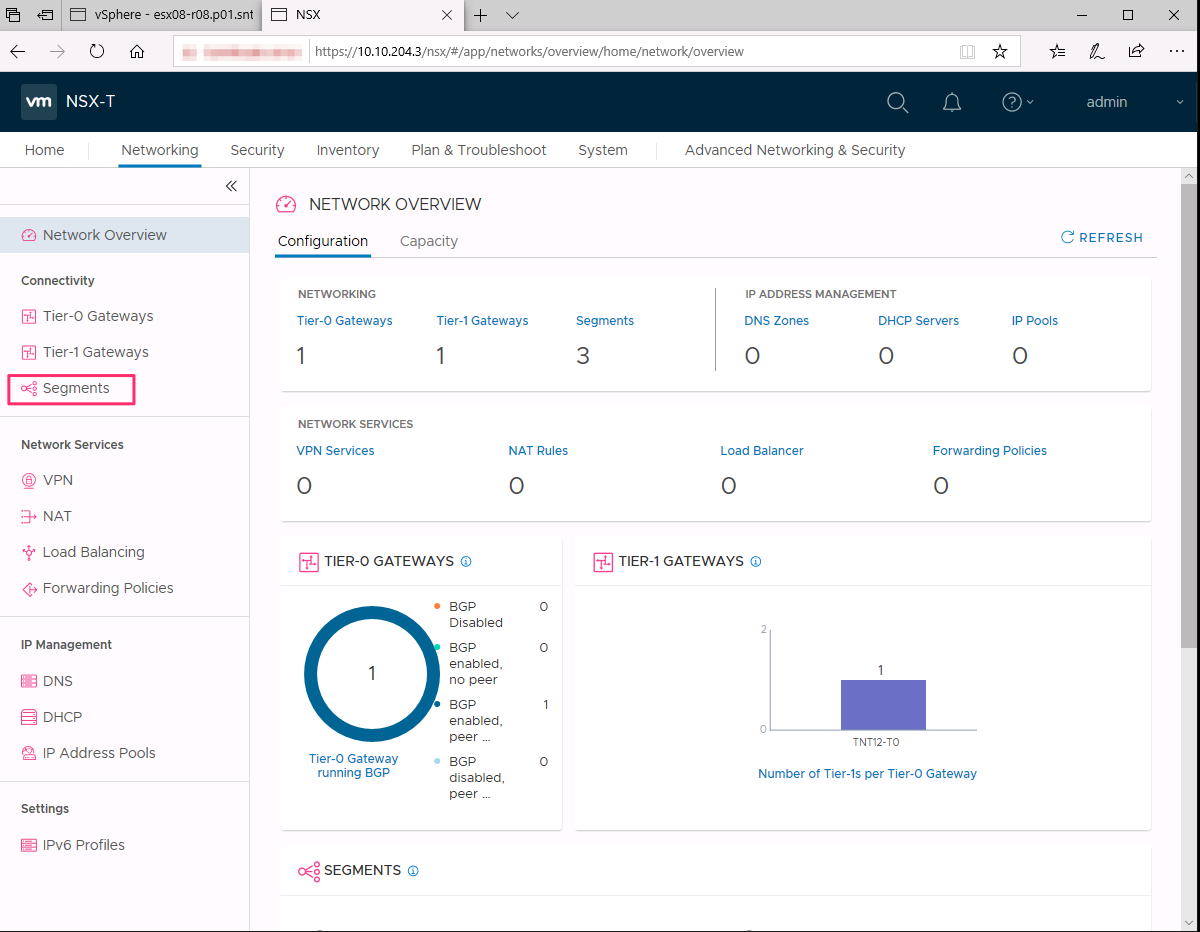 vSphere - esx08-r08.p01.snt
NSX
https://10.10.204.3/nsx/#/app/networks/overview/home/network/overview
vm NSX-T
admin
Home Networking Security Inventory Plan & Troubleshoot System Advanced Networking & Security
Network Overview
Connectivity
Tier-0 Gateways
Tier-1 Gateways
Segments
Network Services
VPN
NAT
Load Balancing
Forwarding Policies
IP Management
DNS
DHCP
IP Address Pools
Settings
IPv6 Profiles
NETWORK OVERVIEW
Configuration Capacity
REFRESH
NETWORKING
Tier-0 Gateways Tier-1 Gateways Segments
1 1 3
IP ADDRESS MANAGEMENT
DNS Zones DHCP Servers IP Pools
0 0 0
NETWORK SERVICES
VPN Services NAT Rules Load Balancer Forwarding Policies
0 0 0 0
TIER-0 GATEWAYS
1
Tier-0 Gateway
running BGP
BGP 0
Disabled
BGP 0
enabled,
no peer
BGP 1
enabled,
peer ...
BGP 0
disabled,
peer ...
TIER-1 GATEWAYS
2
1
0
TNT12-T0
Number of Tier-1s per Tier-0 Gateway
SEGMENTS